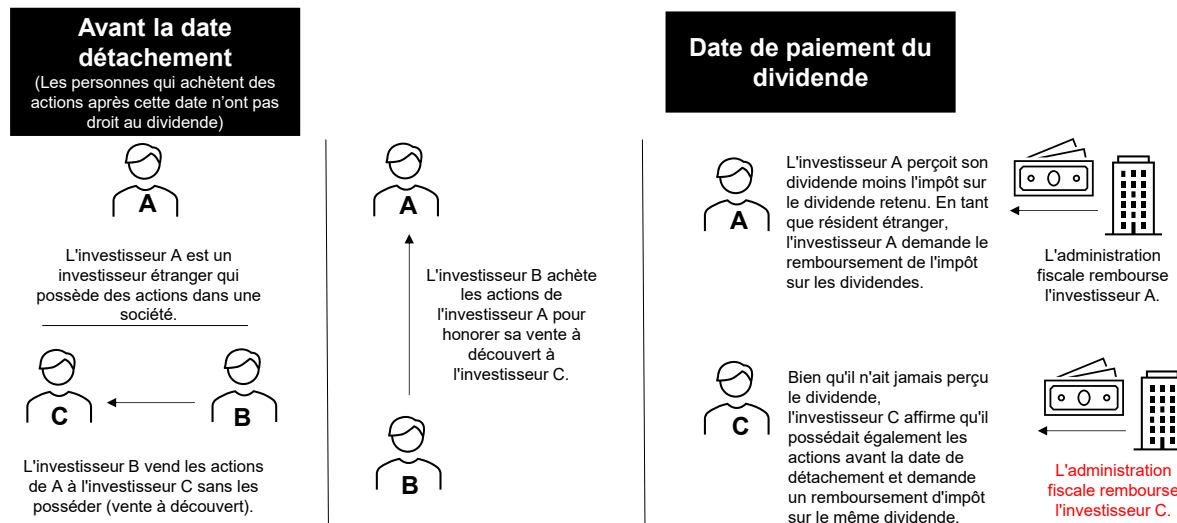 Avant la date
détachement
(Les personnes qui achètent des
actions après cette date n'ont pas
droit au dividende)
A
L'investisseur A est un
investisseur étranger qui
possède des actions dans une
société.
C
B
L'investisseur B vend les actions
de A à l'investisseur C sans les
posséder (vente à découvert).
A
L'investisseur B achète
les actions de
l'investisseur A pour
honorer sa vente à
découvert à
l'investisseur C.
B
Date de paiement du
dividende
A
L'investisseur A perçoit son
dividende moins l'impôt sur
le dividende retenu. En tant
que résident étranger,
l'investisseur A demande le
remboursement de l'impôt
sur les dividendes.
L'administration
fiscale rembourse
l'investisseur A.
C
Bien qu'il n'ait jamais perçu
le dividende,
l'investisseur C affirme qu'il
possédait également les
actions avant la date de
détachement et demande
un remboursement d'impôt
sur le même dividende.
L'administration
fiscale rembourse
l'investisseur C.